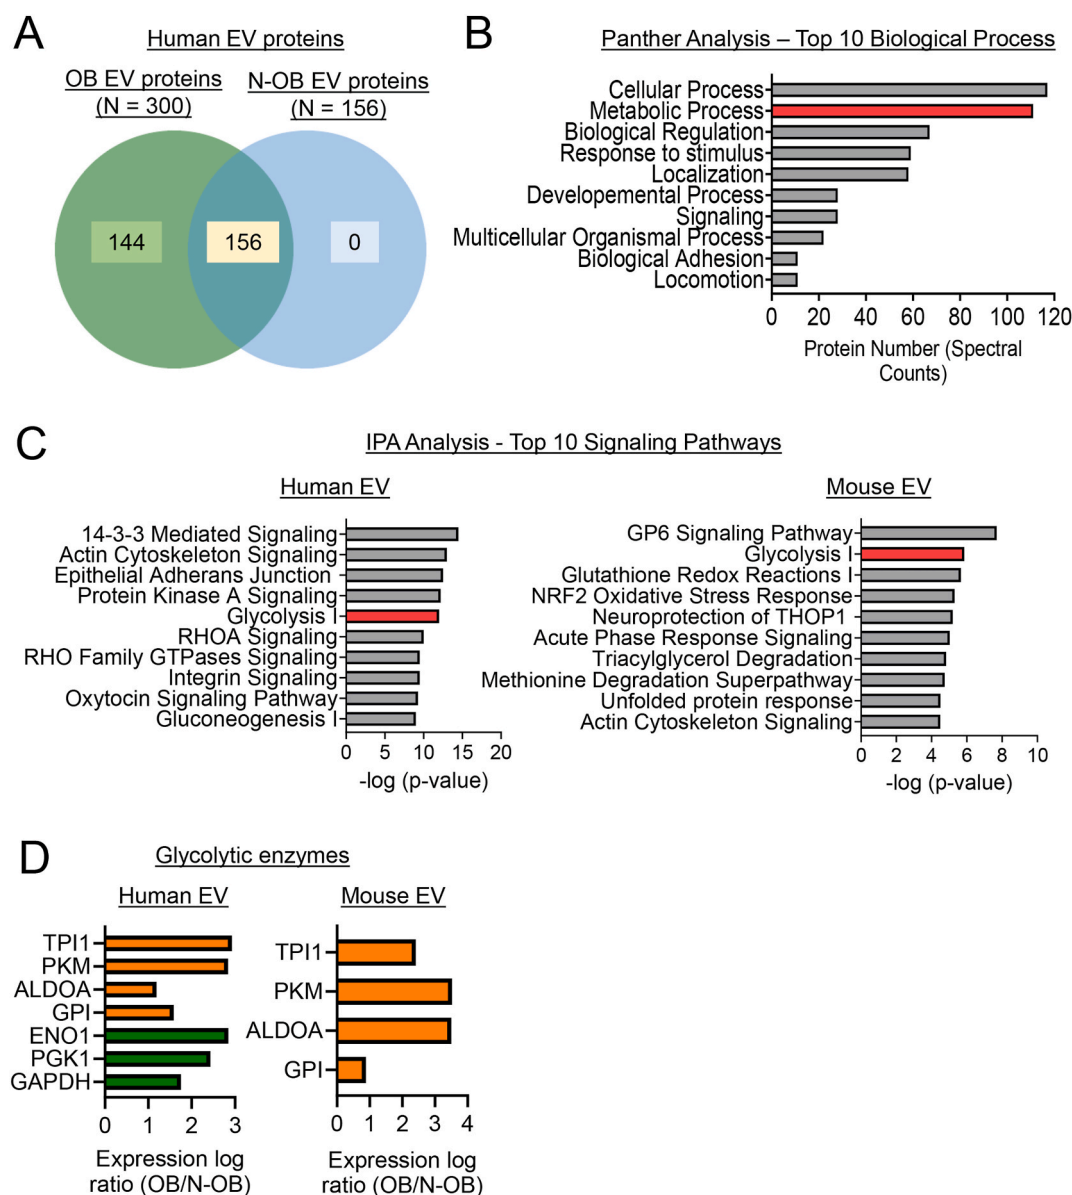 A
Human EV proteins
OB EV proteins
(N = 300)
N-OB EV proteins
(N = 156)
144
156
0
B
Panther Analysis – Top 10 Biological Process
Cellular Process
Metabolic Process
Biological Regulation
Response to stimulus
Localization
Developemental Process
Signaling
Multicellular Organismal Process
Biological Adhesion
Locomotion
0 20 40 60 80 100 120
Protein Number (Spectral
Counts)
C
IPA Analysis - Top 10 Signaling Pathways
Human EV
14-3-3 Mediated Signaling
Actin Cytoskeleton Signaling
Epithelial Adherans Junction
Protein Kinase A Signaling
Glycolysis I
RHOA Signaling
RHO Family GTPases Signaling
Integrin Signaling
Oxytocin Signaling Pathway
Gluconeogenesis I
0 5 10 15 20
-log (p-value)
Mouse EV
GP6 Signaling Pathway
Glycolysis I
Glutathione Redox Reactions I
NRF2 Oxidative Stress Response
Neuroprotection of THOP1
Acute Phase Response Signaling
Triacylglycerol Degradation
Methionine Degradation Superpathway
Unfolded protein response
Actin Cytoskeleton Signaling
0 2 4 6 8 10
-log (p-value)
D
Glycolytic enzymes
Human EV
TPI1
PKM
ALDOA
GPI
ENO1
PGK1
GAPDH
0 1 2 3
Expression log
ratio (OB/N-OB)
Mouse EV
TPI1
PKM
ALDOA
GPI
0 1 2 3 4
Expression log
ratio (OB/N-OB)